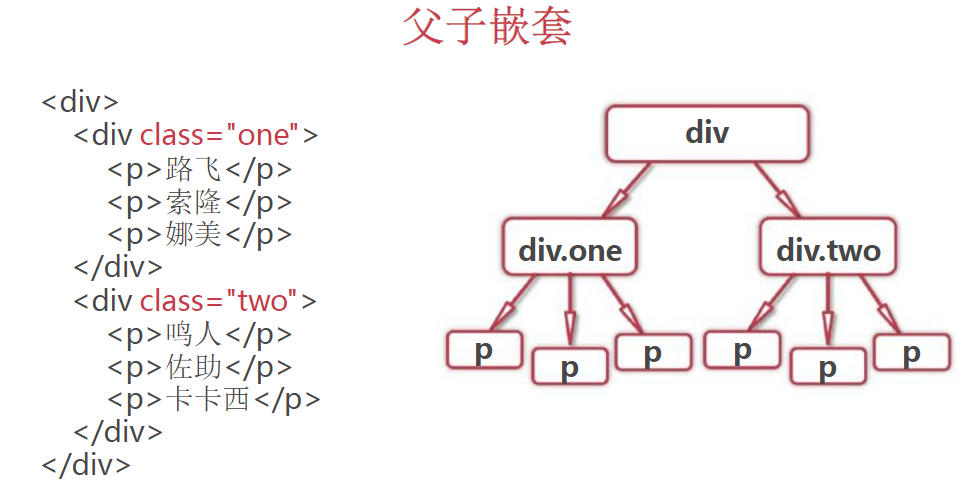 父子嵌套
<div>
<div class="one">
<p>路飞</p>
<p>索隆</p>
<p>娜美</p>
</div>
<div class="two">
<p>鸣人</p>
<p>佐助</p>
<p>卡卡西</p>
</div>
</div>
div
div.one
div.two
p
p
p
p
p
p